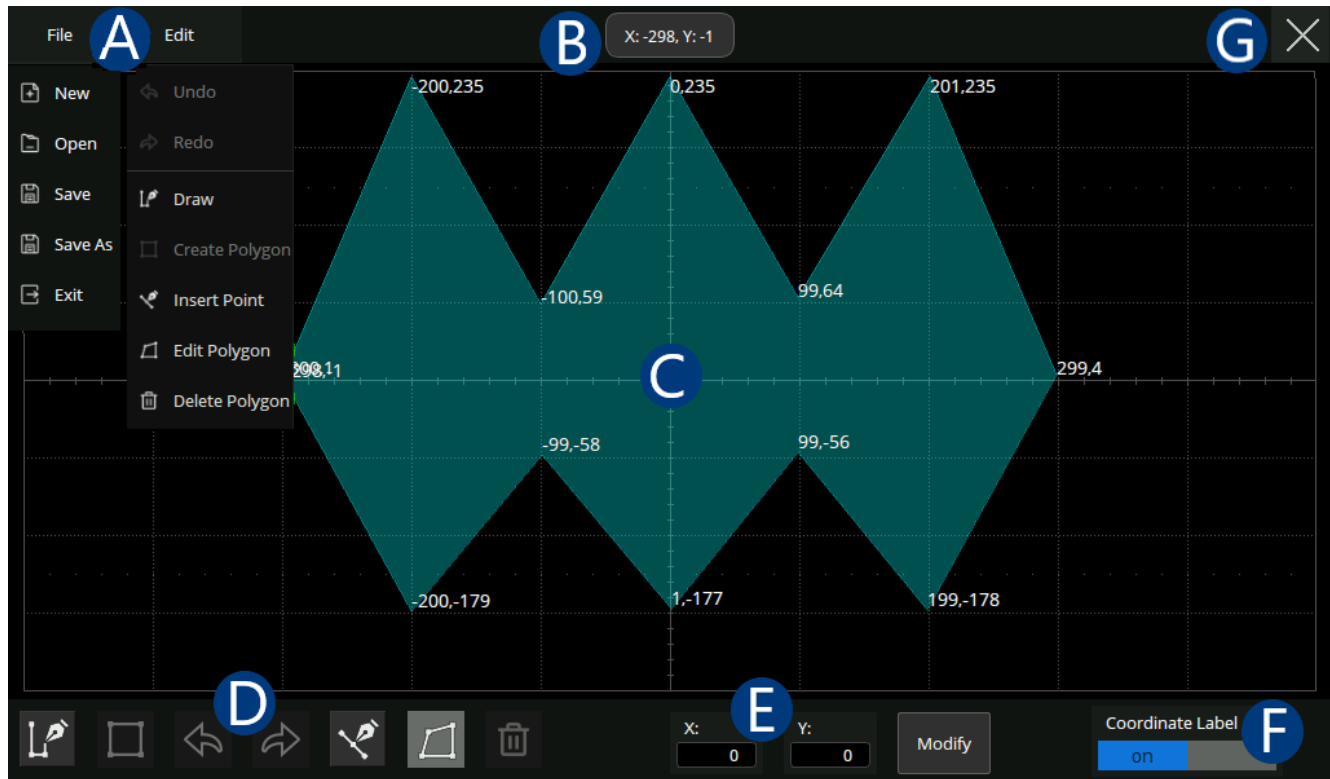 File A Edit
B X: -298, Y: -1
G
New
Open
Save
Save As
Exit
Undo
Redo
Draw
Create Polygon
Insert Point
Edit Polygon
Delete Polygon
-200,235
0,235
201,235
-100,59
99,64
C
299,4
-99,-58
99,-56
-200,-179
1,-177
199,-178
D
X:
0
E
Y:
0
Modify
Coordinate Label
on
F